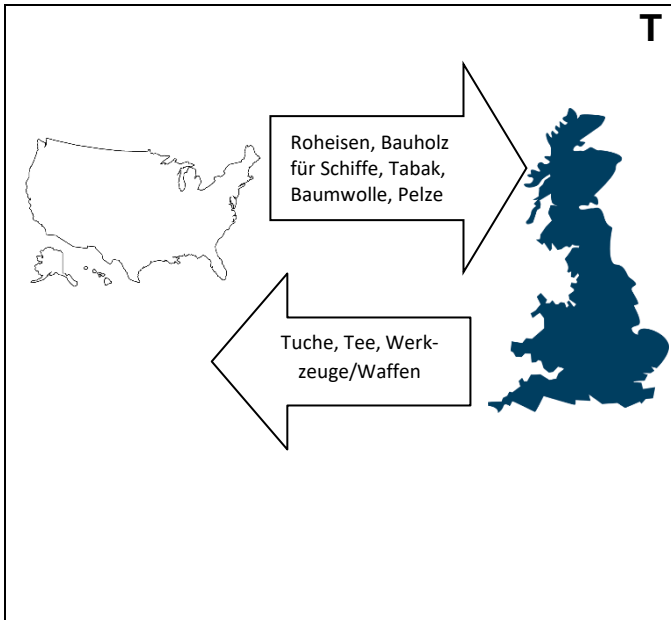 T
Roheisen, Bauholz
für Schiffe, Tabak,
Baumwolle, Pelze
Tuche, Tee, Werk-
zeuge/Waffen